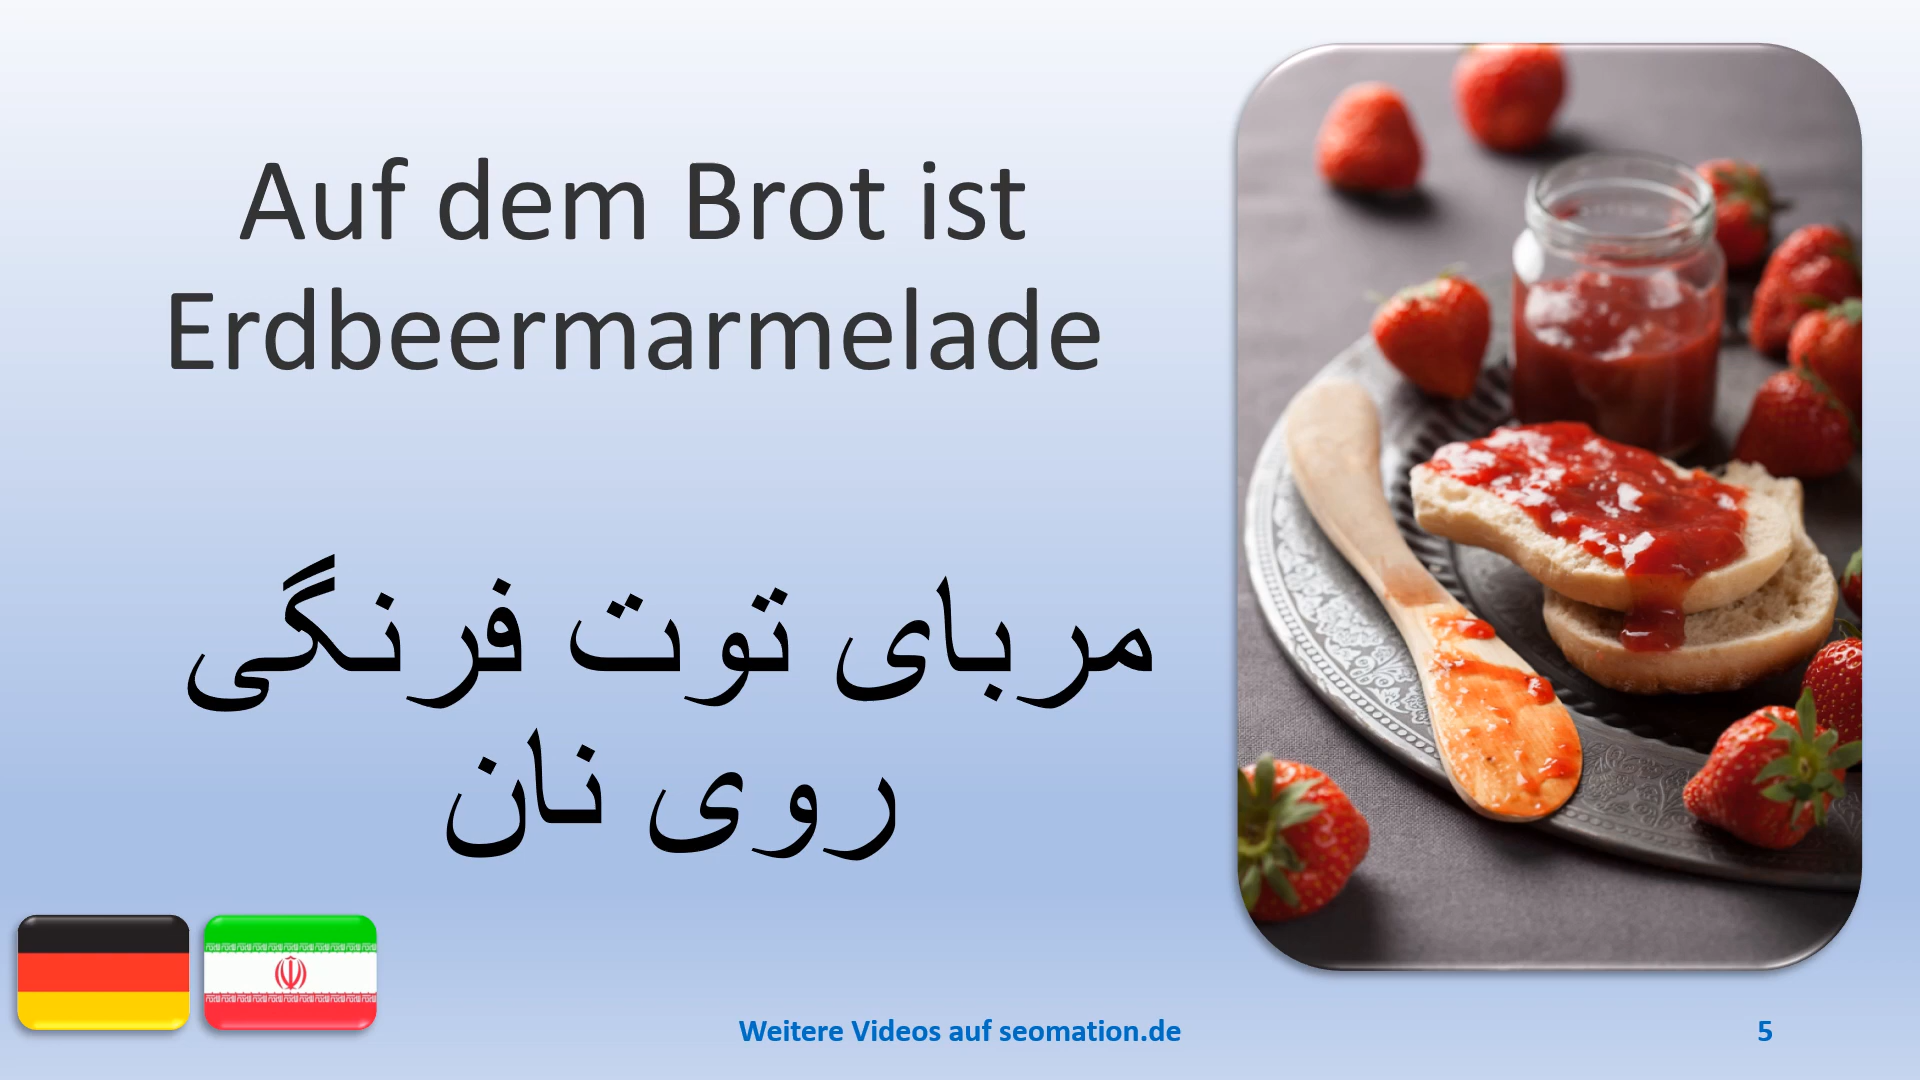 Auf dem Brot ist
Erdbeermarmelade
مربای توت فرنگی
روی نان
Weitere Videos auf seomation.de
5